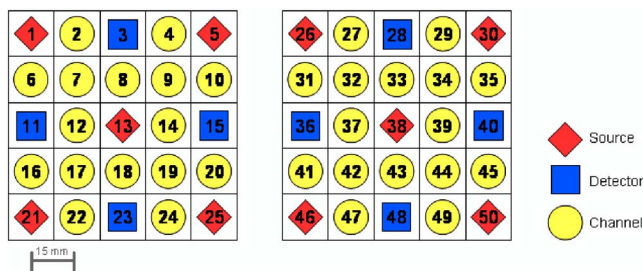 1 2 3 4 5 26 27 28 29 30
6 7 8 9 10 31 32 33 34 35
11 12 13 14 15 36 37 38 39 40
16 17 18 19 20 41 42 43 44 45
21 22 23 24 25 46 47 48 49 50
Source
Detector
Channel
15 mm